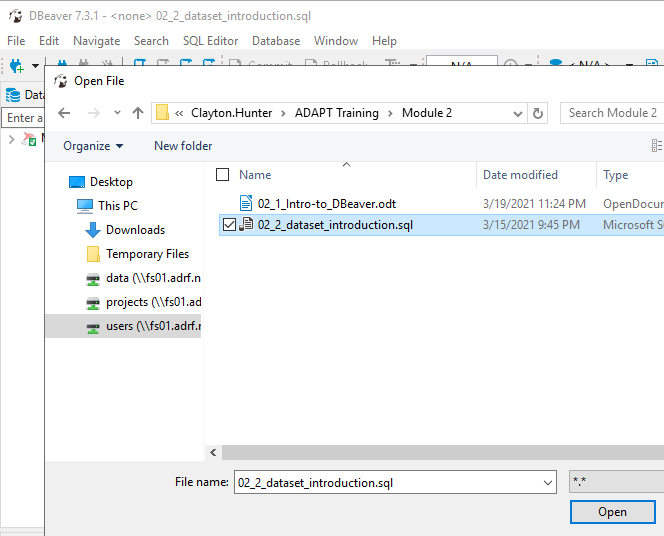 DBeaver 7.3.1 - <none> 02_2_dataset_introduction.sql
File Edit Navigate Search SQL Editor Database Window Help
Commit Rollback N/A < N/A >
Open File
Data
Enter a
Clayton.Hunter ADAPT Training Module 2 Search Module 2
Organize New folder
Name Date modified Type
Desktop
This PC
Downloads
Temporary Files
data (\\fs01.adrf.n
projects (\\fs01.adrf
users (\\fs01.adrf.r
02_1_Intro-to_DBeaver.odt 3/19/2021 11:24 PM OpenDocum
02_2_dataset_introduction.sql 3/15/2021 9:45 PM Microsoft S
File name: 02_2_dataset_introduction.sql *.*
Open